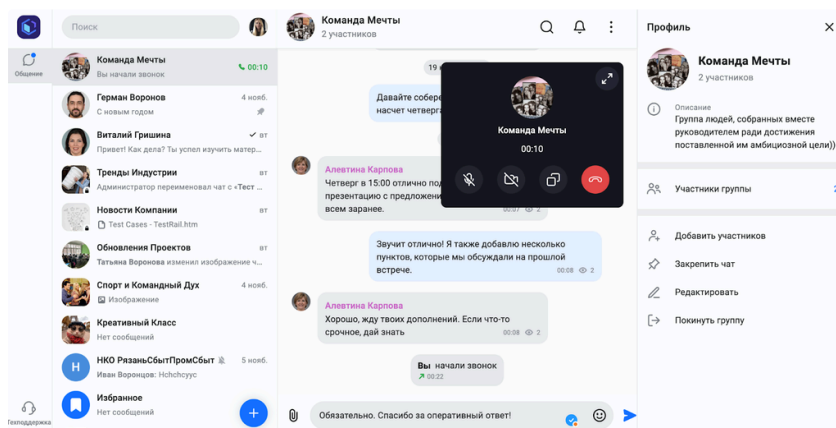 Общение
Техподдержка
Поиск
Команда Мечты
00:10
Вы начали звонок
Герман Воронов
4 нояб.
С новым годом
Виталий Гришина
вт
Привет! Как дела? Ты успел изучить матер...
Тренды Индустрии
вт
Администратор переименовал чат с «Тест ...
Новости Компании
вт
Test Cases - TestRail.htm
Обновления Проектов
вт
Татьяна Воронова изменил изображение ч...
Спорт и Командный Дух
4 нояб.
Изображение
Креативный Класс
Нет сообщений
Н
НКО РязаньСбытПромСбыт
5 нояб.
Иван Воронцов: Hchchcyyc
Избранное
Нет сообщений
Команда Мечты
2 участников
19
Давайте собере
насчет четверга
Алевтина Карпова
Четверг в 15:00 отлично под
презентацию с предложени
всем заранее.
00:07 2
Звучит отлично! Я также добавлю несколько
пунктов, которые мы обсуждали на прошлой
встрече.
00:08 2
Алевтина Карпова
Хорошо, жду твоих дополнений. Если что-то
срочное, дай знать
00:08 2
Вы начали звонок
00:22
Обязательно. Спасибо за оперативный ответ!
Команда Мечты
00:10
Профиль
Команда Мечты
2 участников
Описание
Группа людей, собранных вместе
руководителем ради достижения
поставленной им амбициозной цели))
Участники группы
2
Добавить участников
Закрепить чат
Редактировать
Покинуть группу